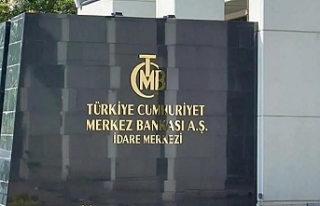 TCMB
TÜRKİYE CUMHURİYET
MERKEZ BANKASI A.Ş.
İDARE MERKEZİ